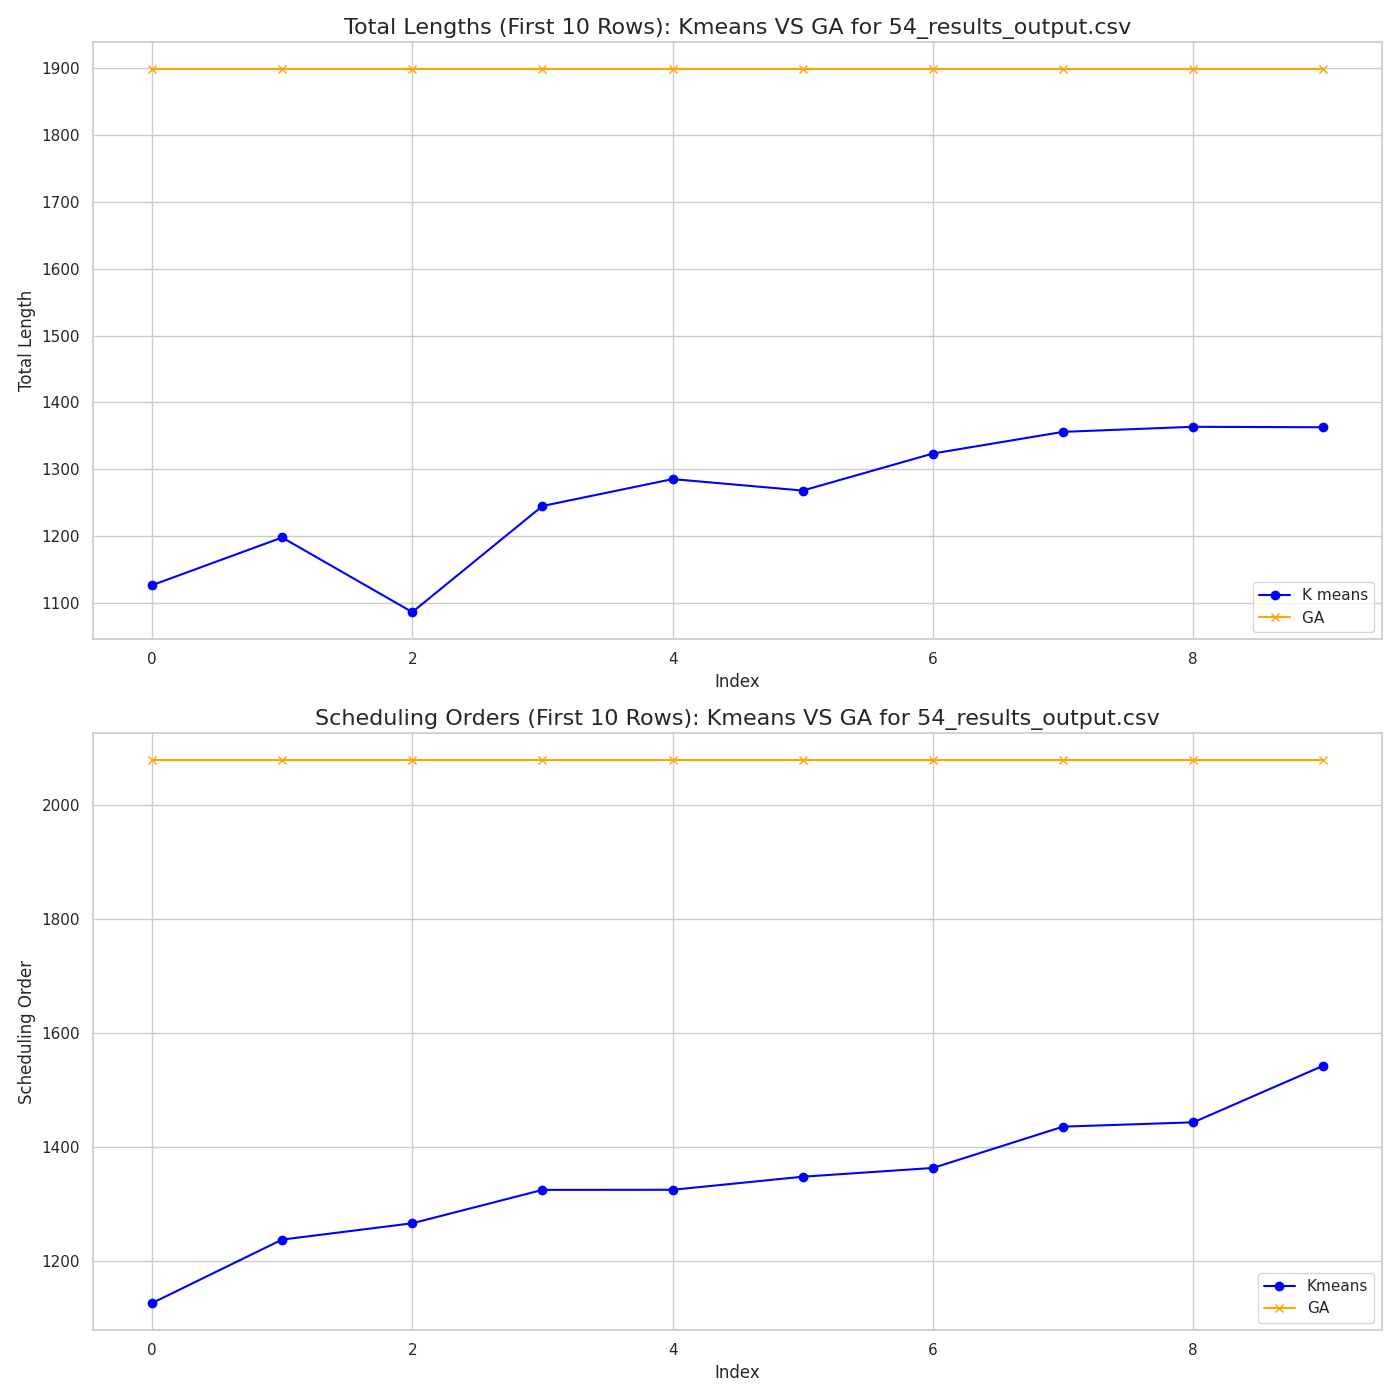 Total Lengths (First 10 Rows): Kmeans VS GA for 54_results_output.csv
1900
1800
1700
1600
1500
1400
1300
1200
1100
Total Length
K means
GA
0 2 4 6 8
Index
Scheduling Orders (First 10 Rows): Kmeans VS GA for 54_results_output.csv
2000
1800
1600
1400
1200
Scheduling Order
Kmeans
GA
0 2 4 6 8
Index